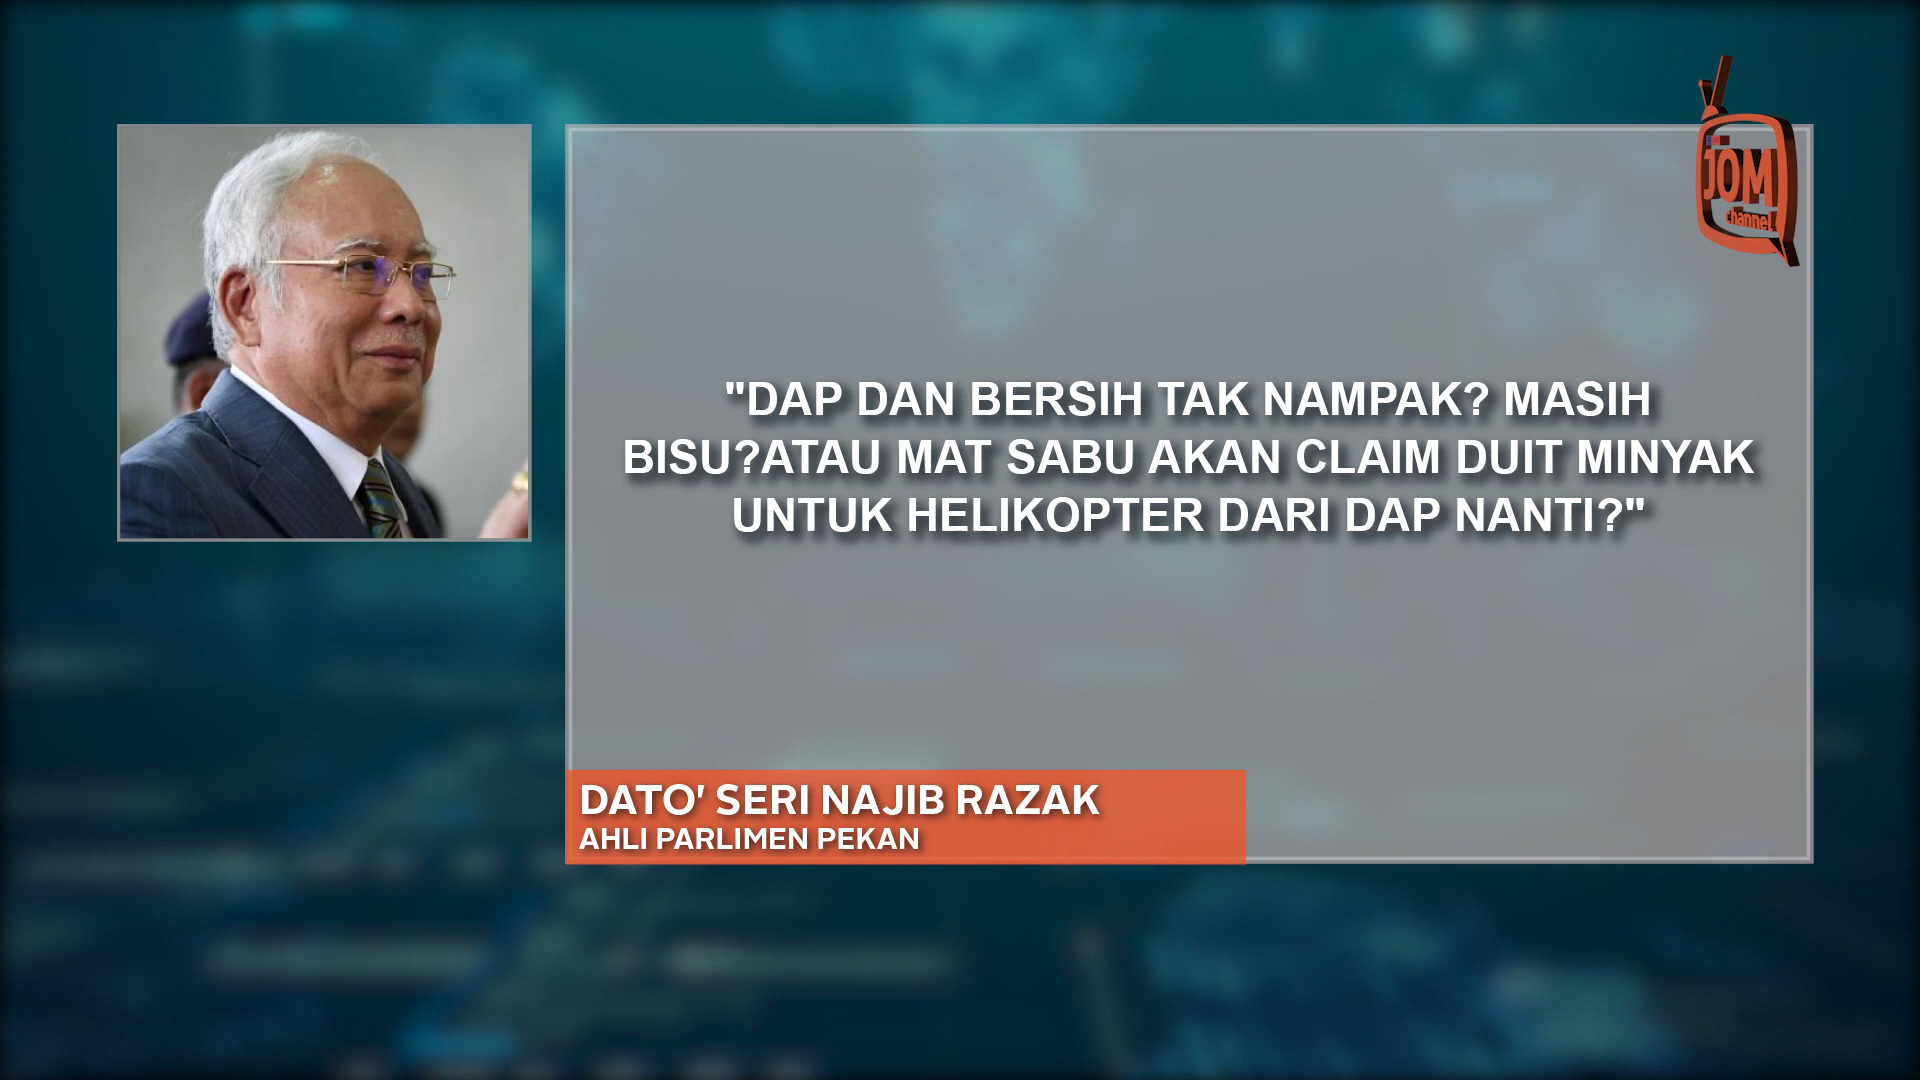 JOM
channel
"DAP DAN BERSIH TAK NAMPAK? MASIH
BISU?ATAU MAT SABU AKAN CLAIM DUIT MINYAK
UNTUK HELIKOPTER DARI DAP NANTI?"
DATO' SERI NAJIB RAZAK
AHLI PARLIMEN PEKAN